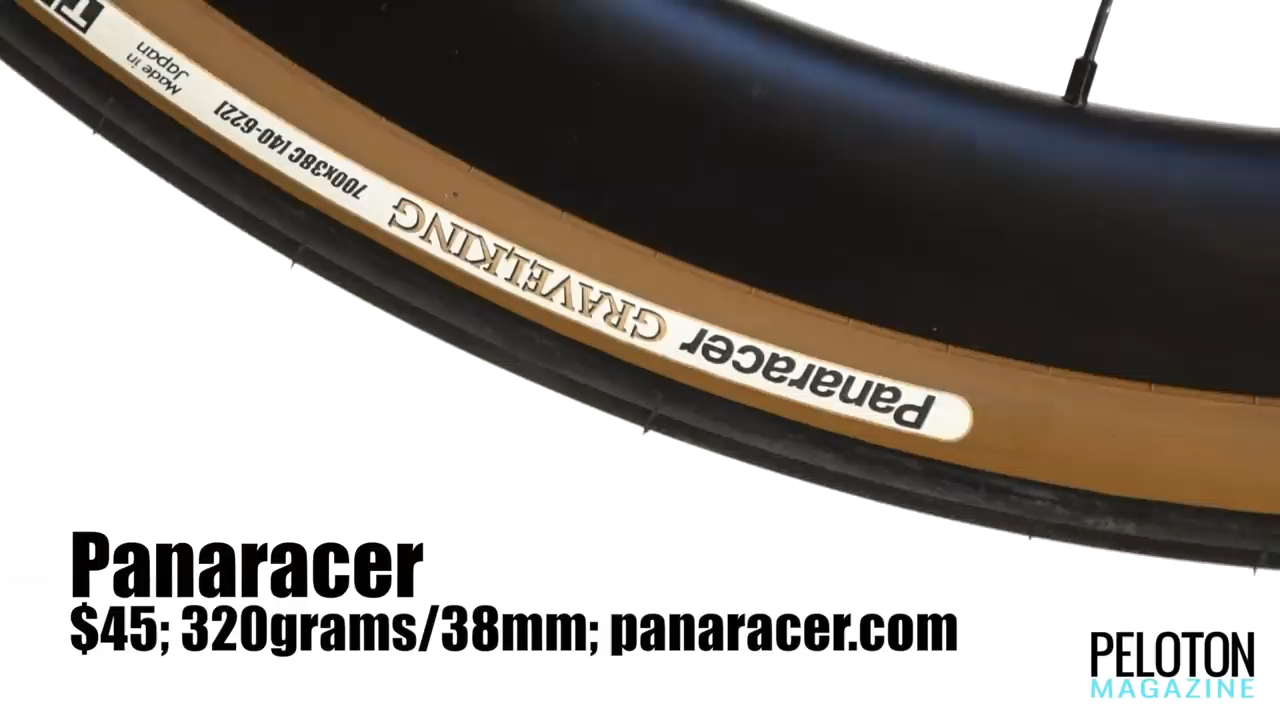 Panaracer GRAVELKING 700x38C [40-622]
Made in
Japan
Panaracer
$45; 320grams/38mm; panaracer.com
PELOTON
MAGAZINE